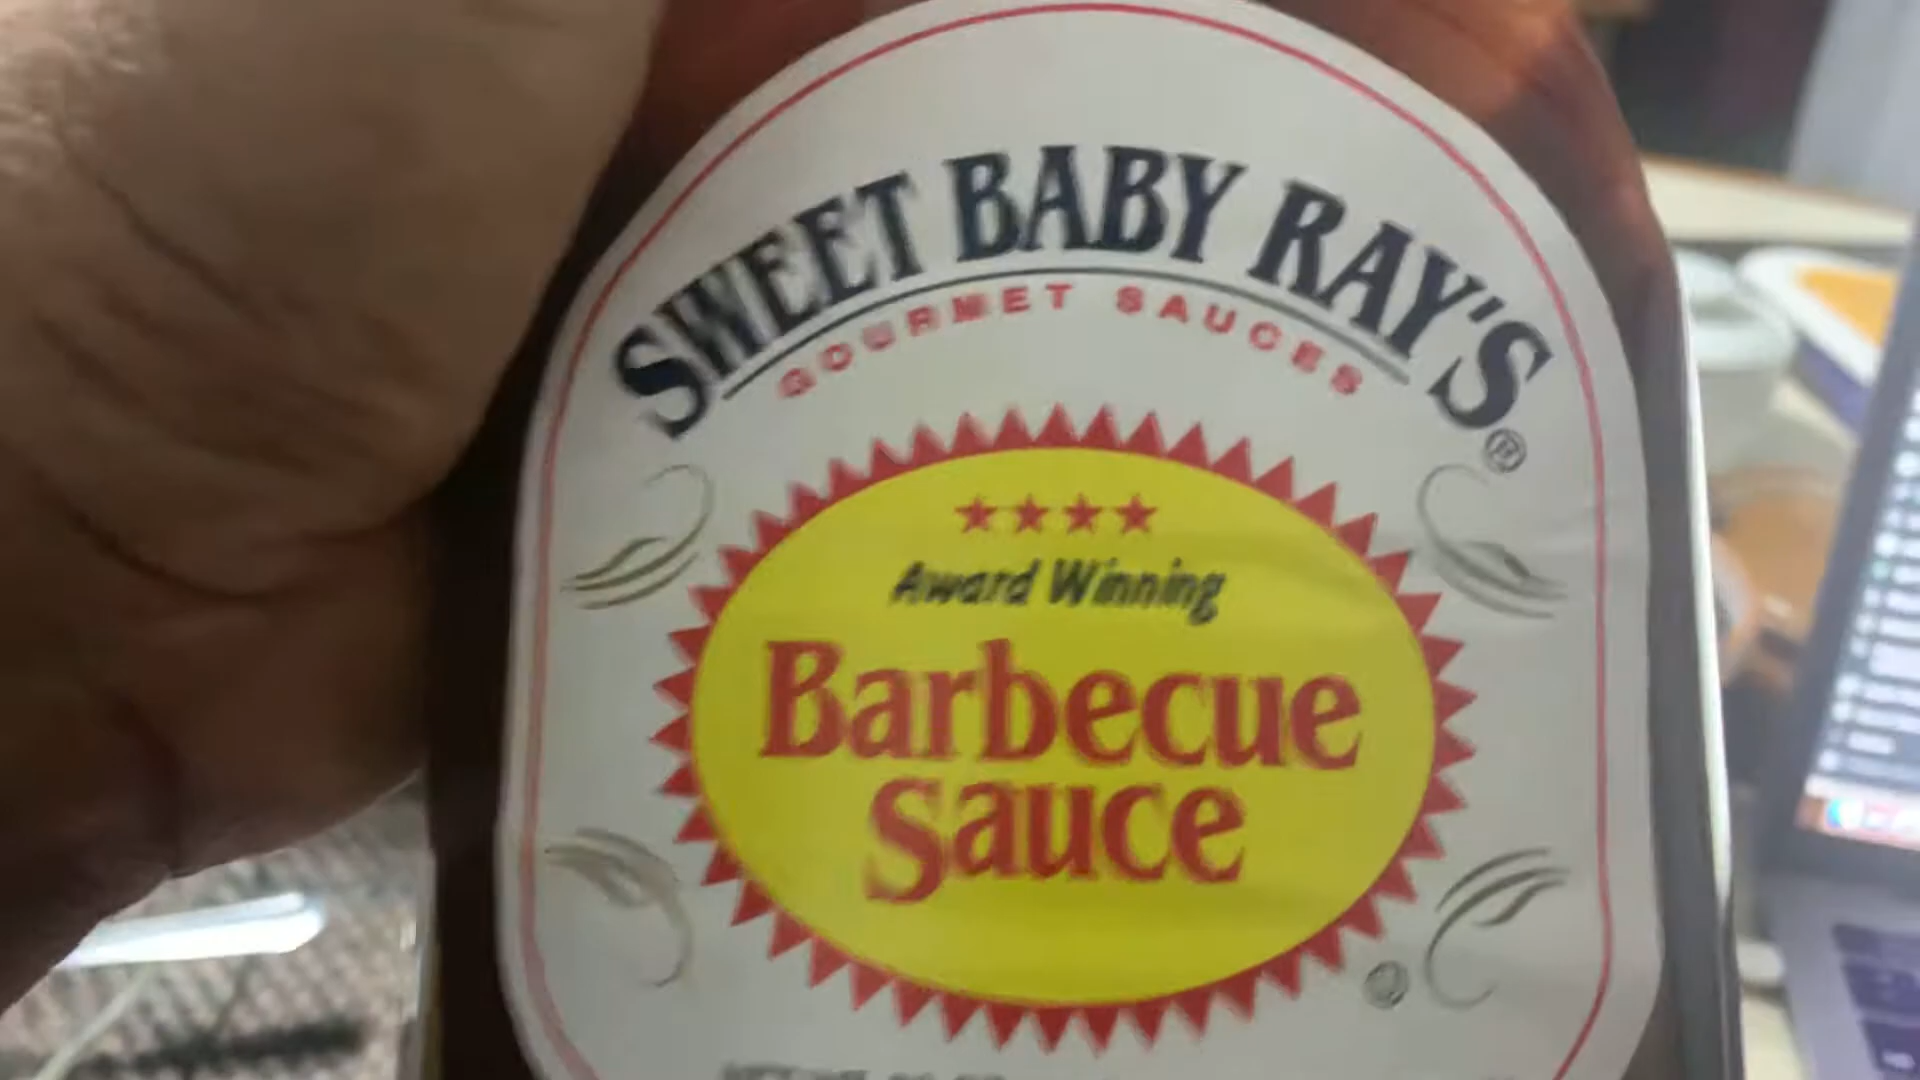 SWEET BABY RAY'S®
GOURMET SAUCES
Award Winning
Barbecue
Sauce